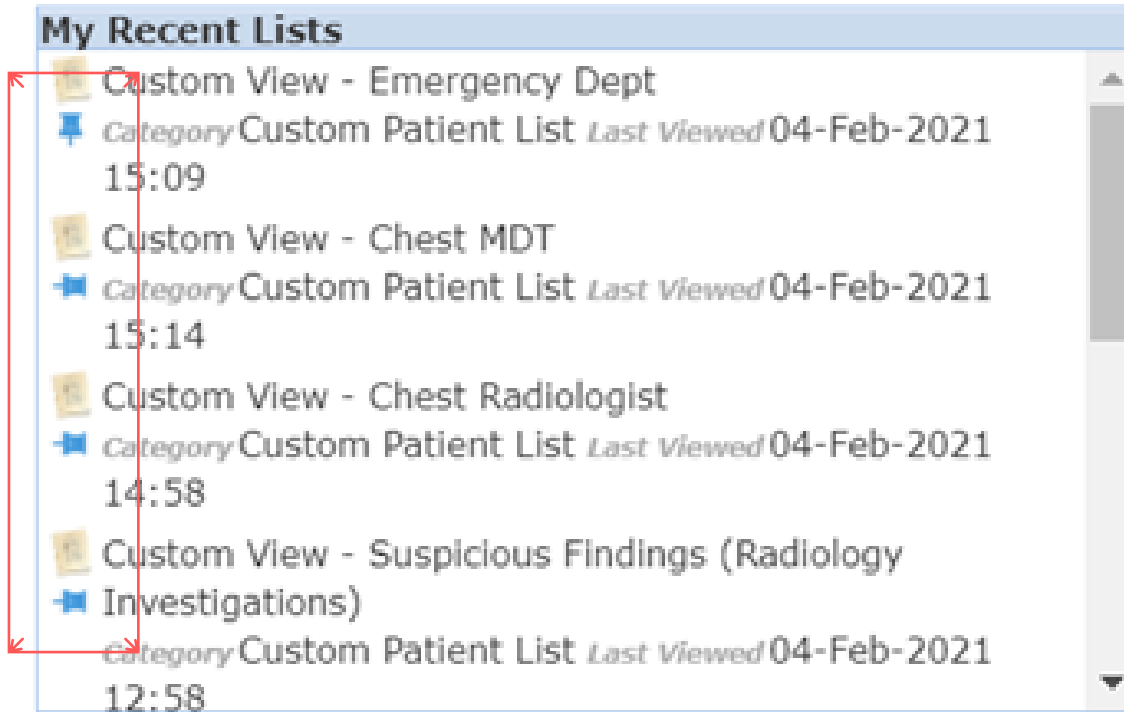 My Recent Lists
Custom View - Emergency Dept
Category Custom Patient List Last Viewed 04-Feb-2021
15:09
Custom View - Chest MDT
Category Custom Patient List Last Viewed 04-Feb-2021
15:14
Custom View - Chest Radiologist
Category Custom Patient List Last Viewed 04-Feb-2021
14:58
Custom View - Suspicious Findings (Radiology
Investigations)
Category Custom Patient List Last Viewed 04-Feb-2021
12:58